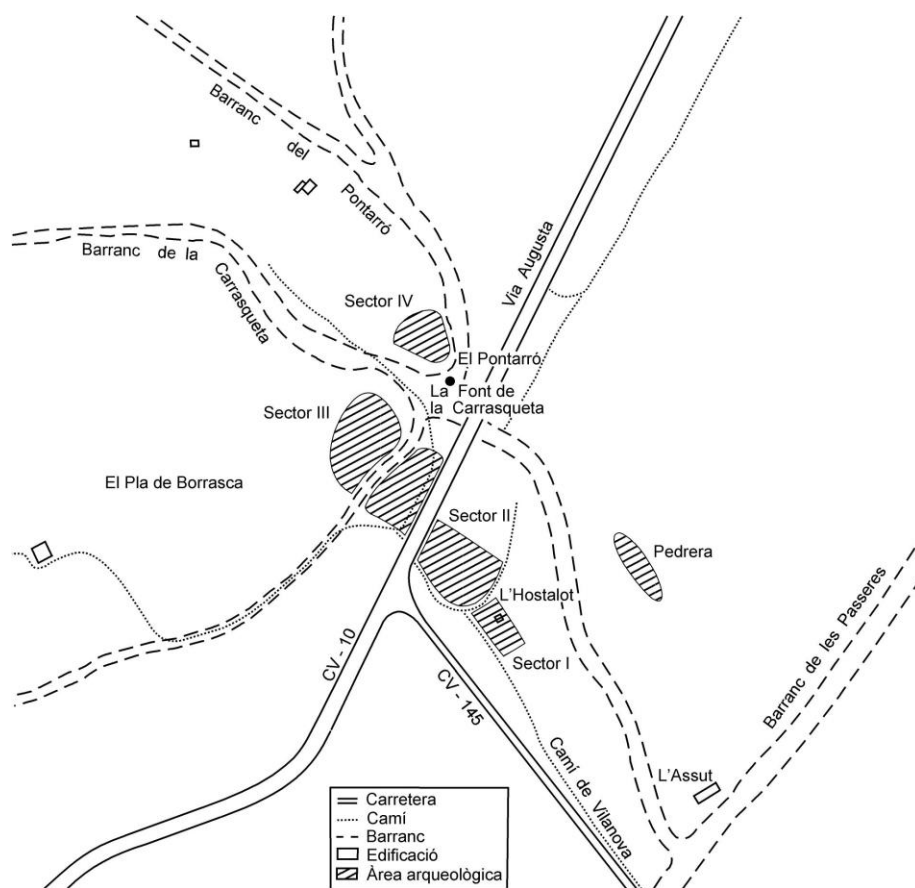 Barranc del Pontarró
Barranc de la Carrasqueta
Via Augusta
Sector IV
El Pontarró
La Font de
la Carrasqueta
Sector III
El Pla de Borrasca
Sector II
Pedrera
L'Hostalot
Sector I
Barranc de les Passeres
CV - 10
CV - 145
Camí de Vilanova
L'Assut
Carretera
Camí
Barranc
Edificació
Àrea arqueològica